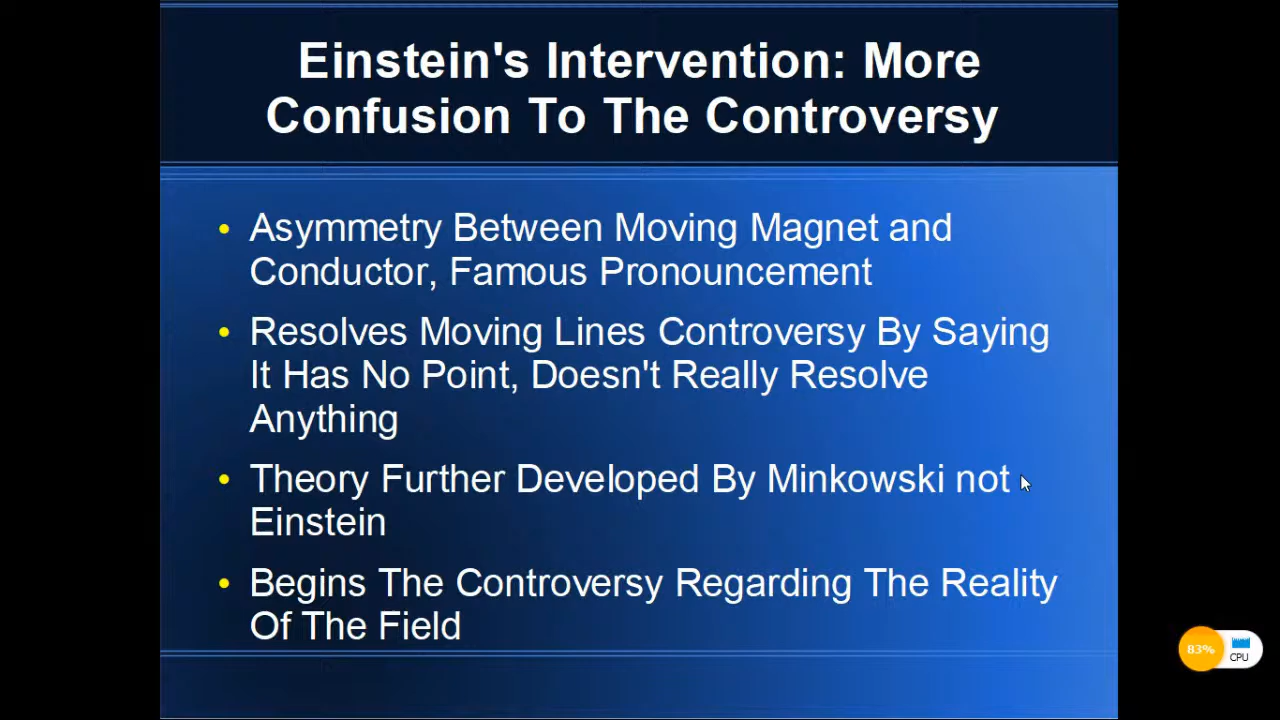 Einstein's Intervention: More
Confusion To The Controversy
• Asymmetry Between Moving Magnet and
Conductor, Famous Pronouncement
• Resolves Moving Lines Controversy By Saying
It Has No Point, Doesn't Really Resolve
Anything
• Theory Further Developed By Minkowski not
Einstein
• Begins The Controversy Regarding The Reality
Of The Field
83%
CPU